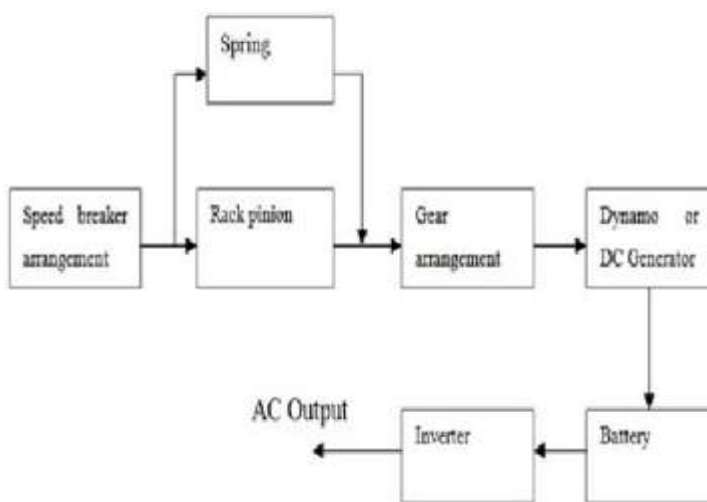 Spring
Speed breaker
arrangement
Rack pinion
Gear
arrangement
Dynamo or
DC Generator
AC Output
Inverter
Battery